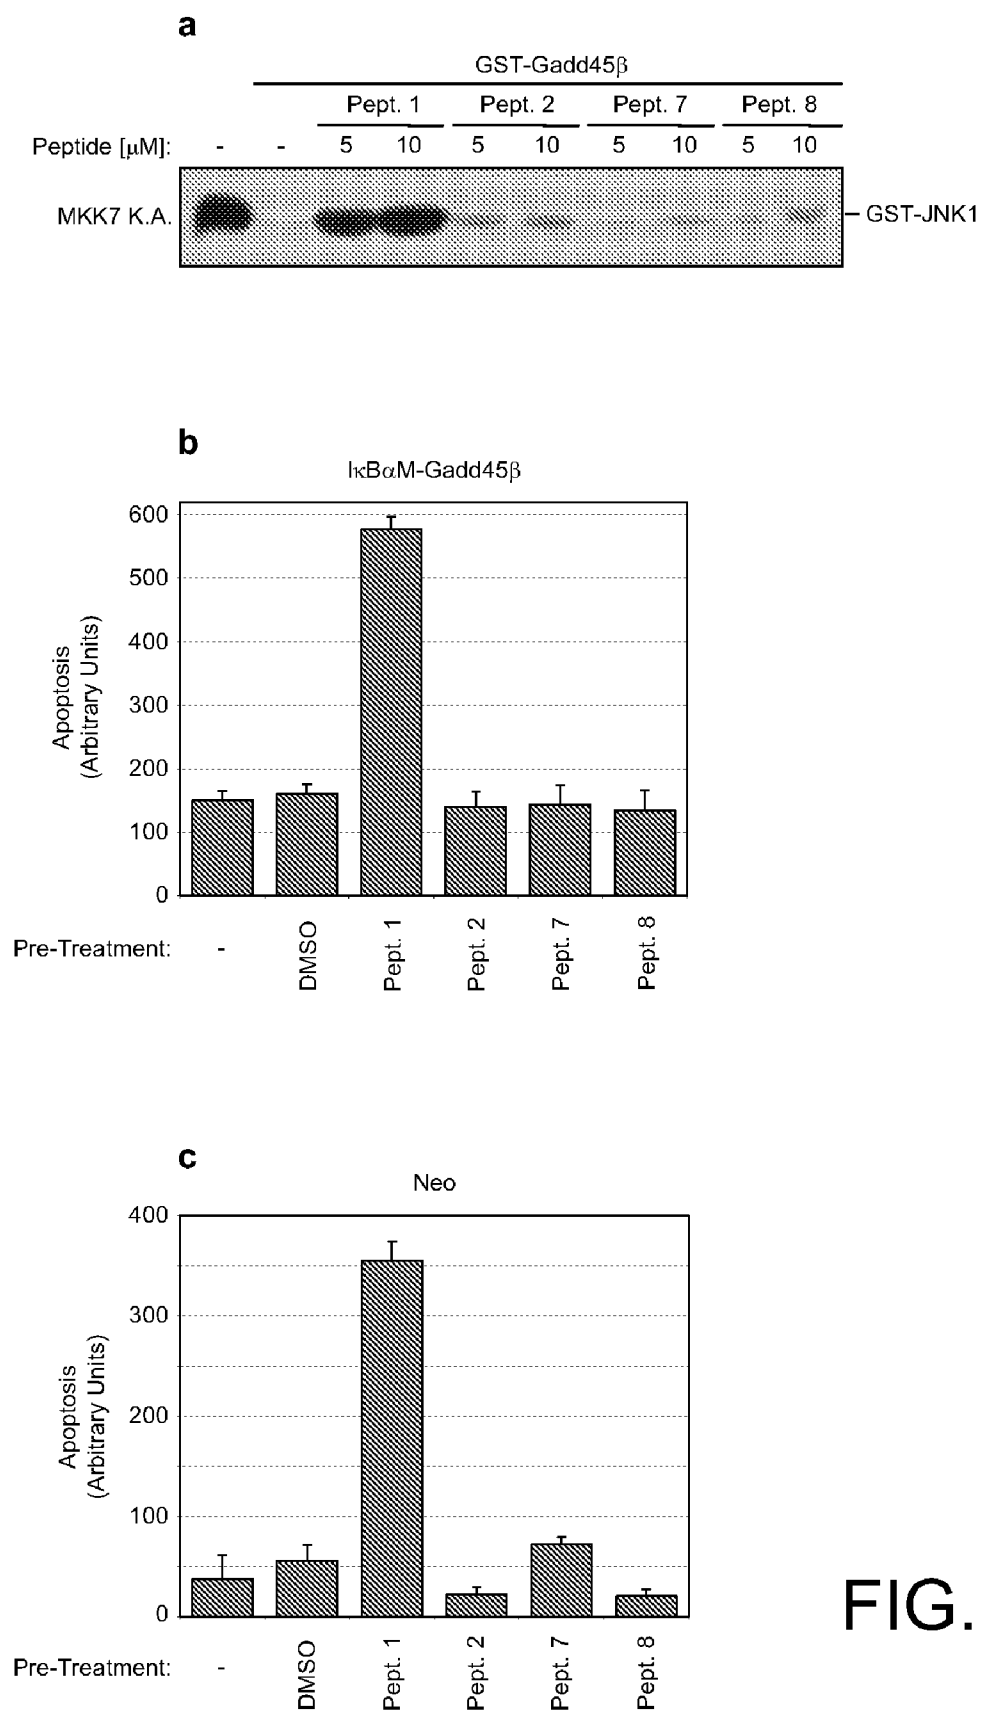 a
GST-Gadd45β
Pept. 1 Pept. 2 Pept. 7 Pept. 8
Peptide [μM]: - - 5 10 5 10 5 10 5 10
MKK7 K.A. GST-JNK1
b
IκBαM-Gadd45β
600
500
400
300
200
100
0
Apoptosis
(Arbitrary Units)
Pre-Treatment: - DMSO Pept. 1 Pept. 2 Pept. 7 Pept. 8
c
Neo
400
300
200
100
0
Apoptosis
(Arbitrary Units)
Pre-Treatment: - DMSO Pept. 1 Pept. 2 Pept. 7 Pept. 8
FIG.